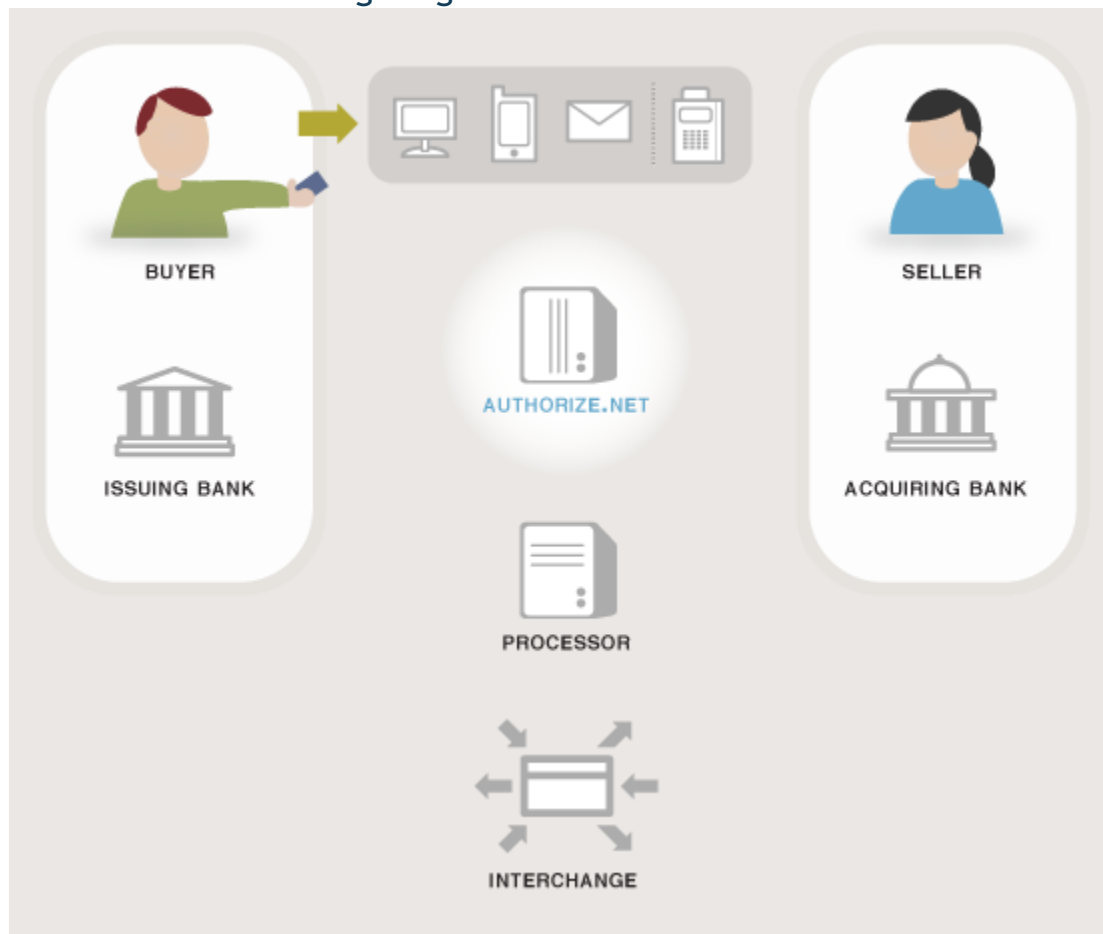 BUYER
SELLER
AUTHORIZE.NET
ISSUING BANK
ACQUIRING BANK
PROCESSOR
INTERCHANGE